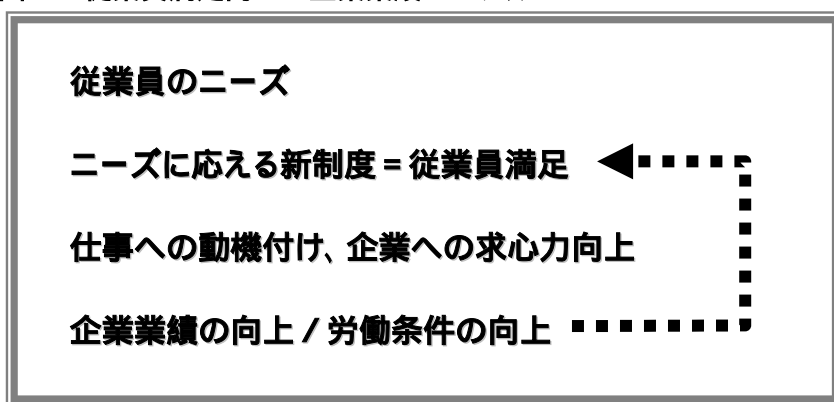 従業員のニーズ
ニーズに応える新制度＝従業員満足
仕事への動機付け、企業への求心力向上
企業業績の向上／労働条件の向上